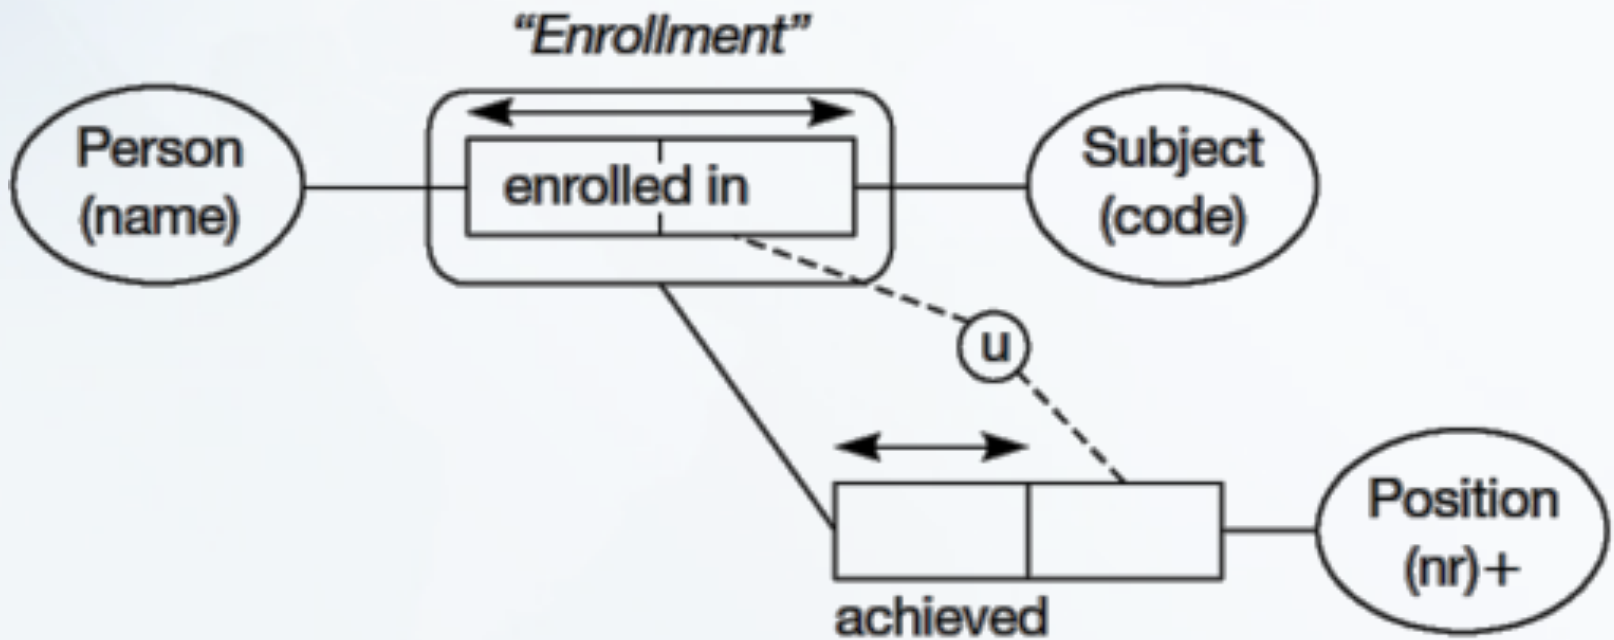 “Enrollment”
Person
(name)
enrolled in
Subject
(code)
u
Position
(nr)+
achieved